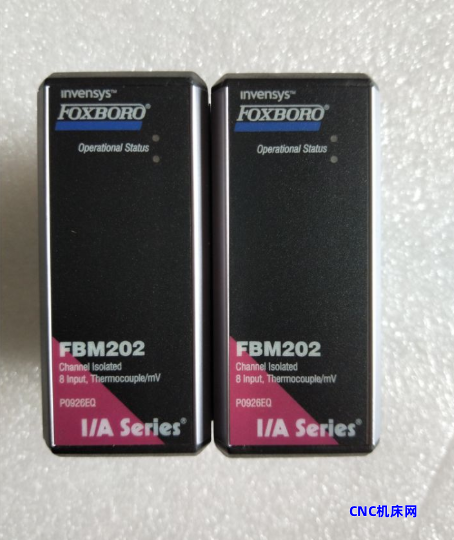 invensys™
FOXBORO®
Operational Status
FBM202
Channel Isolated
8 Input, Thermocouple/mV
P0926EQ
I/A Series®
invensys™
FOXBORO®
Operational Status
FBM202
Channel Isolated
8 Input, Thermocouple/mV
P0926EQ
I/A Series®
CNC机床网